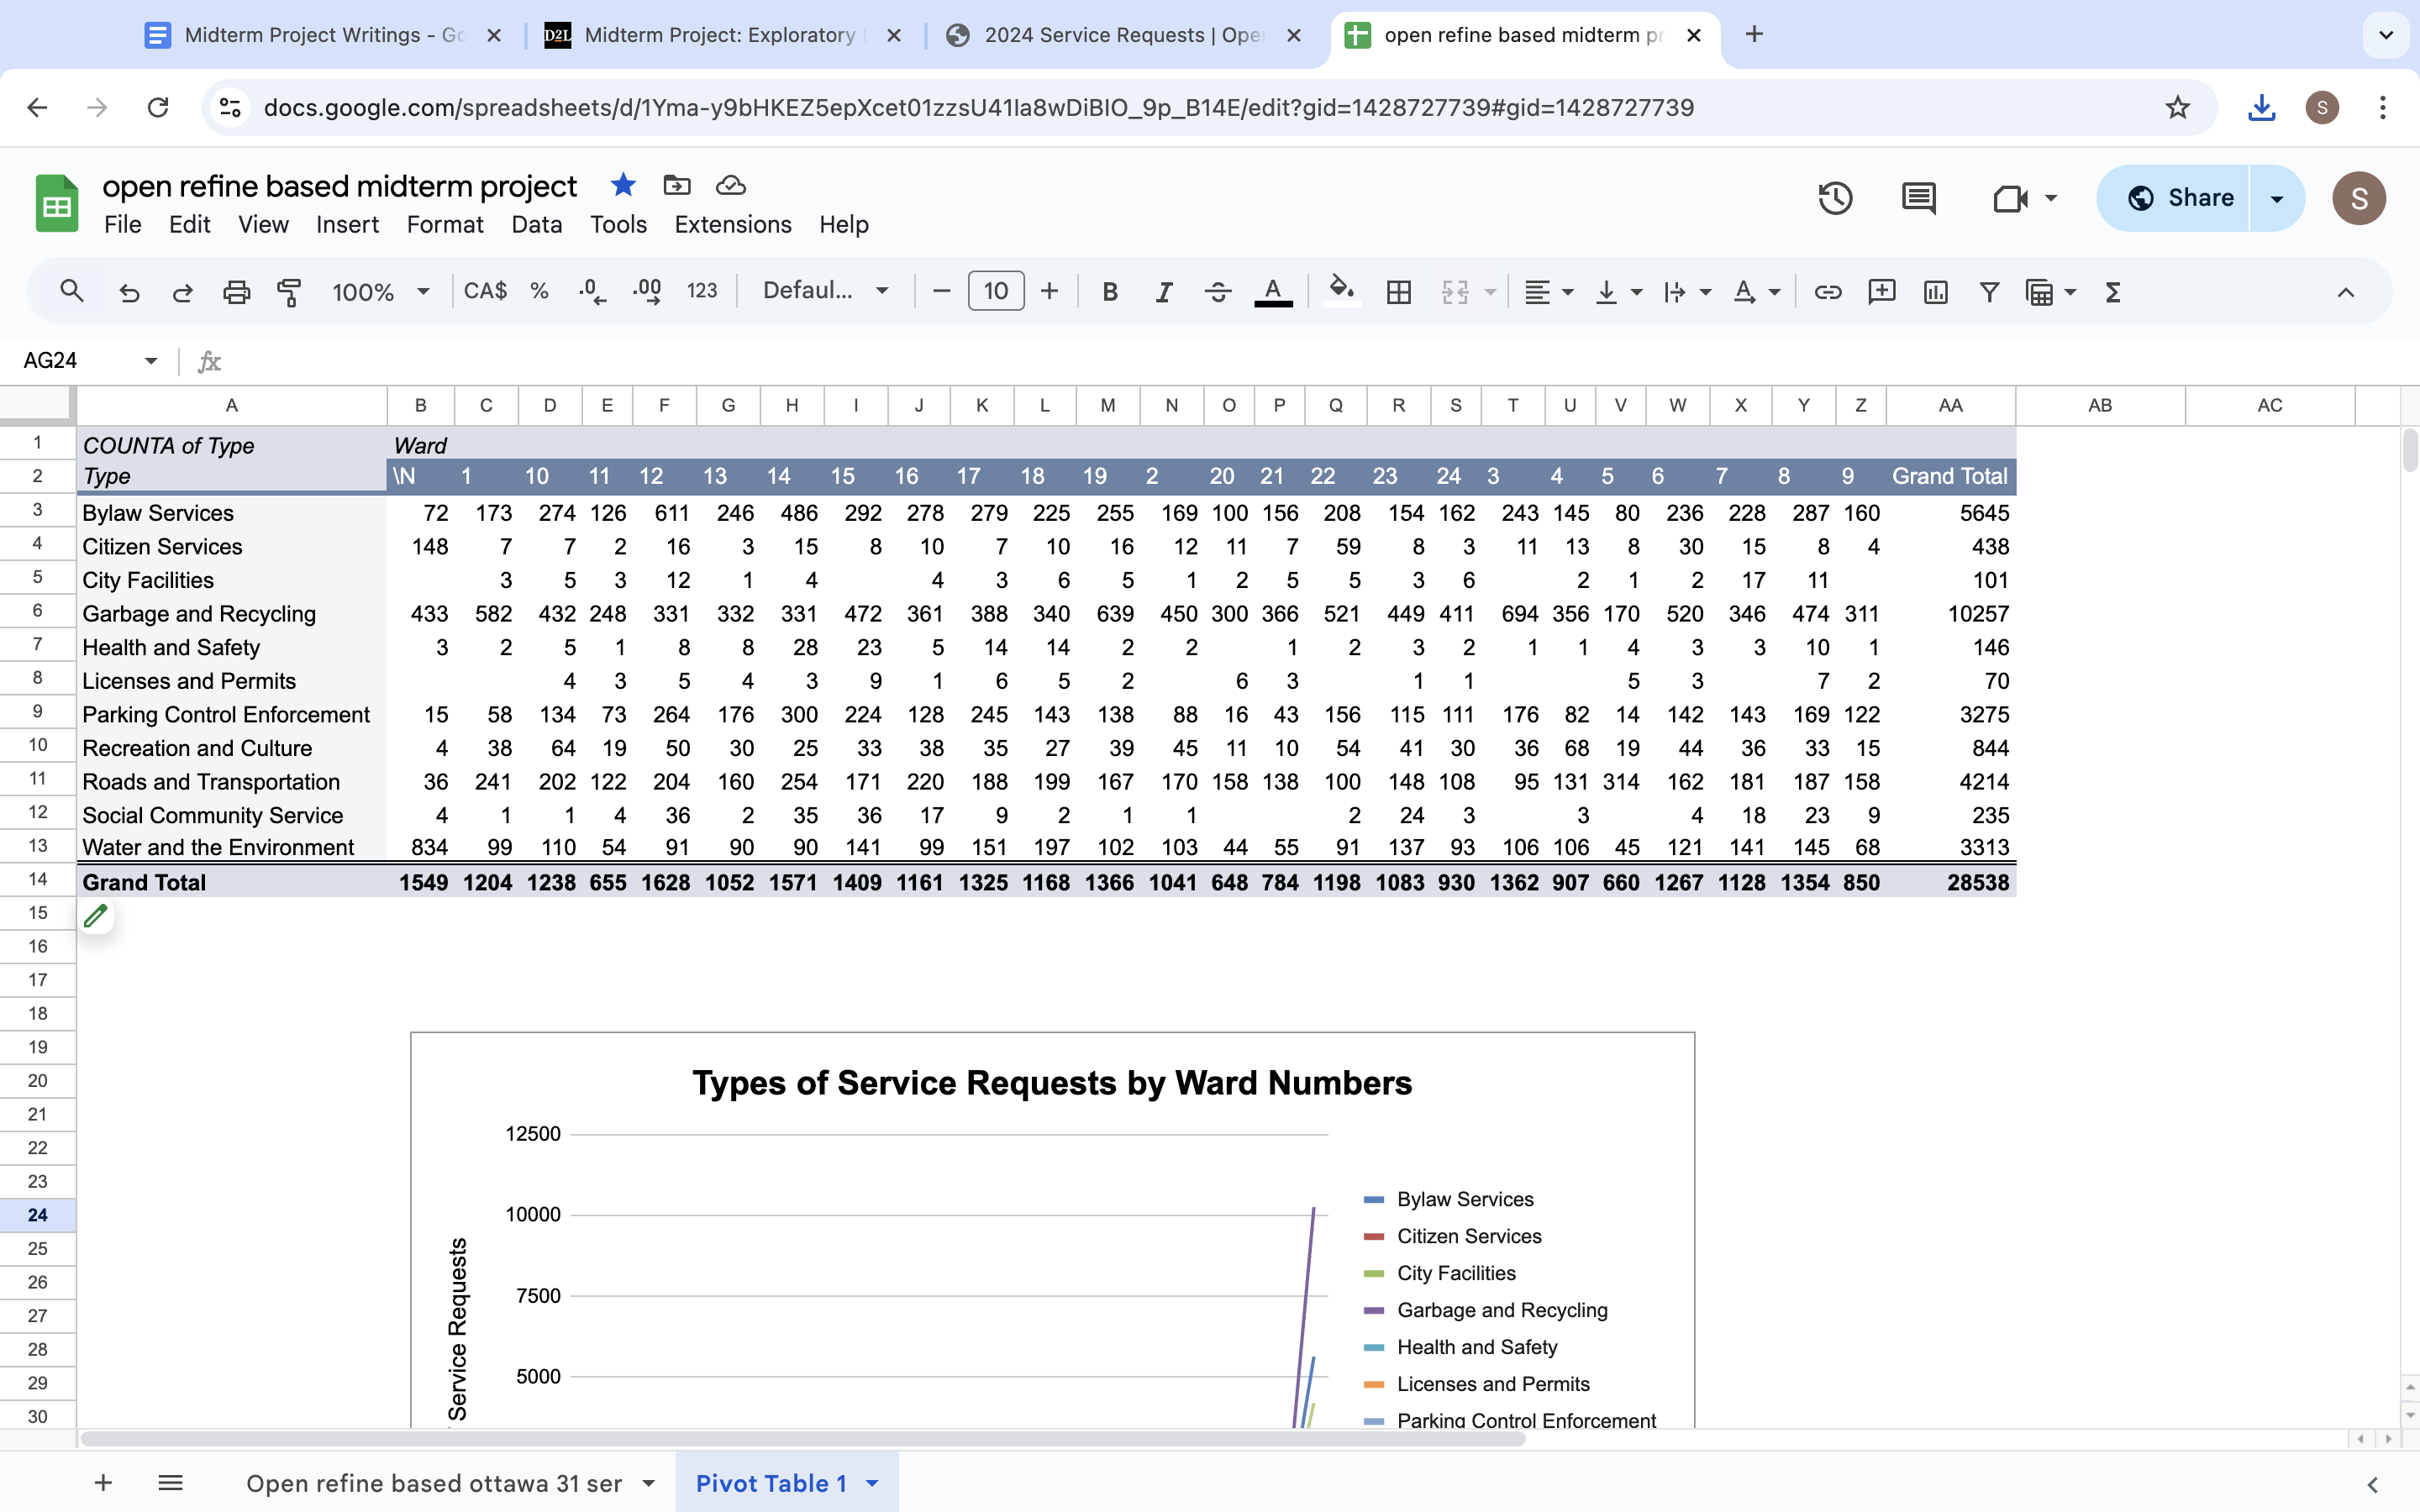 Midterm Project Writings - Go
D2L Midterm Project: Exploratory
2024 Service Requests | Ope
open refine based midterm pr
docs.google.com/spreadsheets/d/1Yma-y9bHKEZ5epXcet01zzsU41la8wDiBIO_9p_B14E/edit?gid=1428727739#gid=1428727739
S
open refine based midterm project
File Edit View Insert Format Data Tools Extensions Help
Share
S
100% CA$ % .0 .00 123 Defaul... 10 B I A
AG24 fx
A B C D E F G H I J K L M N O P Q R S T U V W X Y Z AA AB AC
1 COUNTA of Type Ward
2 Type \N 1 10 11 12 13 14 15 16 17 18 19 2 20 21 22 23 24 3 4 5 6 7 8 9 Grand Total
3 Bylaw Services 72 173 274 126 611 246 486 292 278 279 225 255 169 100 156 208 154 162 243 145 80 236 228 287 160 5645
4 Citizen Services 148 7 7 2 16 3 15 8 10 7 10 16 12 11 7 59 8 3 11 13 8 30 15 8 4 438
5 City Facilities 3 5 3 12 1 4 4 3 6 5 1 2 5 5 3 6 2 1 2 17 11 101
6 Garbage and Recycling 433 582 432 248 331 332 331 472 361 388 340 639 450 300 366 521 449 411 694 356 170 520 346 474 311 10257
7 Health and Safety 3 2 5 1 8 8 28 23 5 14 14 2 2 1 2 3 2 1 1 4 3 3 10 1 146
8 Licenses and Permits 4 3 5 4 3 9 1 6 5 2 6 3 1 1 5 3 7 2 70
9 Parking Control Enforcement 15 58 134 73 264 176 300 224 128 245 143 138 88 16 43 156 115 111 176 82 14 142 143 169 122 3275
10 Recreation and Culture 4 38 64 19 50 30 25 33 38 35 27 39 45 11 10 54 41 30 36 68 19 44 36 33 15 844
11 Roads and Transportation 36 241 202 122 204 160 254 171 220 188 199 167 170 158 138 100 148 108 95 131 314 162 181 187 158 4214
12 Social Community Service 4 1 1 4 36 2 35 36 17 9 2 1 1 2 24 3 3 4 18 23 9 235
13 Water and the Environment 834 99 110 54 91 90 90 141 99 151 197 102 103 44 55 91 137 93 106 106 45 121 141 145 68 3313
14 Grand Total 1549 1204 1238 655 1628 1052 1571 1409 1161 1325 1168 1366 1041 648 784 1198 1083 930 1362 907 660 1267 1128 1354 850 28538
15
16
17
18
19
20
21
22
23
24
25
26
27
28
29
30
Types of Service Requests by Ward Numbers
12500
10000
7500
5000
Service Requests
Bylaw Services
Citizen Services
City Facilities
Garbage and Recycling
Health and Safety
Licenses and Permits
Parking Control Enforcement
Open refine based ottawa 31 ser
Pivot Table 1